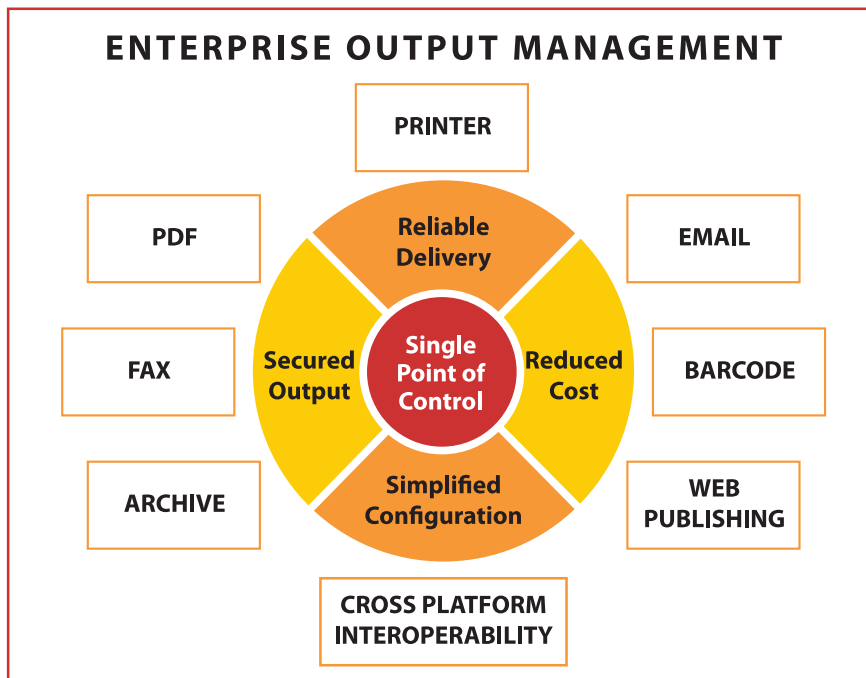 ENTERPRISE OUTPUT MANAGEMENT
PRINTER
PDF
Reliable
Delivery
EMAIL
FAX
Secured
Output
Single
Point of
Control
Reduced
Cost
BARCODE
ARCHIVE
Simplified
Configuration
WEB
PUBLISHING
CROSS PLATFORM
INTEROPERABILITY